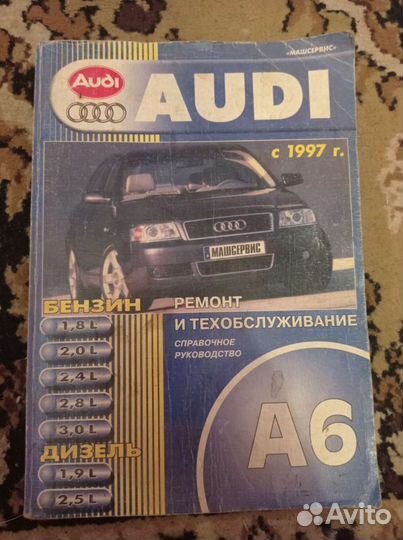 «МАШСЕРВИС»
Audi
AUDI
с 1997 г.
МАШСЕРВИС
БЕНЗИН
1,8 L
2,0 L
2,4 L
2,8 L
3,0 L
ДИЗЕЛЬ
1,9 L
2,5 L
РЕМОНТ
И ТЕХОБСЛУЖИВАНИЕ
СПРАВОЧНОЕ
РУКОВОДСТВО
A6
Avito